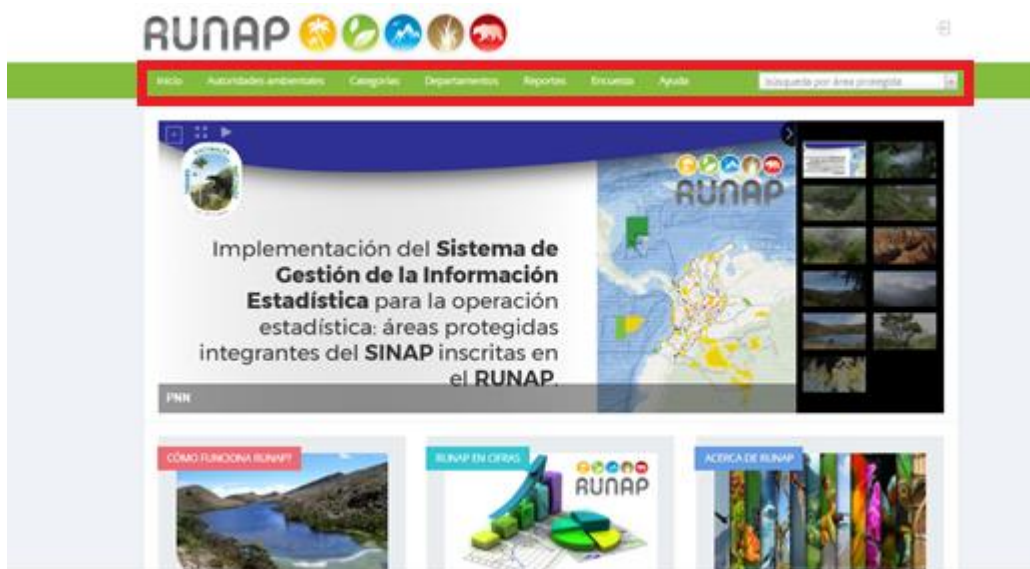 RUNAP
Inicio Autoridades ambientales Categorías Departamentos Reportes Encuesta Ayuda búsqueda por área protegida
RUNAP
Implementación del Sistema de
Gestión de la Información
Estadística para la operación
estadística: áreas protegidas
integrantes del SINAP inscritas en
el RUNAP.
PNN
CÓMO FUNCIONA RUNAP? RUNAP EN CIFRAS ACERCA DE RUNAP
RUNAP